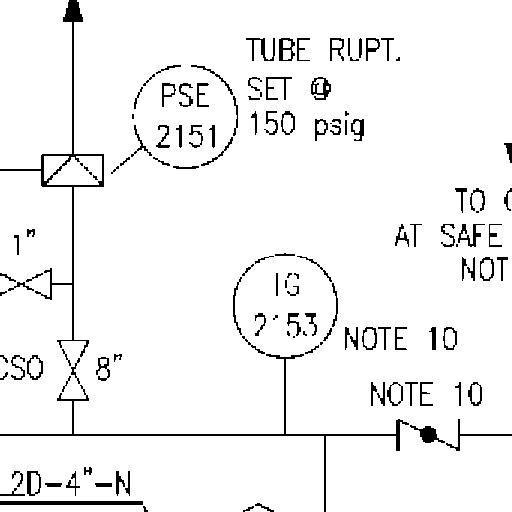 TUBE RUPT.
PSE
SET @
2151
150 psig
TO
1"
AT SAFE
NOT
IG
2153
NOTE 10
CSO
8"
NOTE 10
2D-4"-N